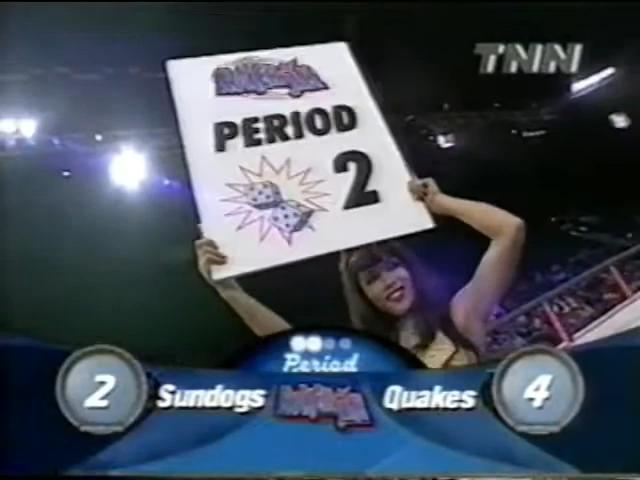 TNN
PERIOD
2
Period
2 Sundogs Quakes 4